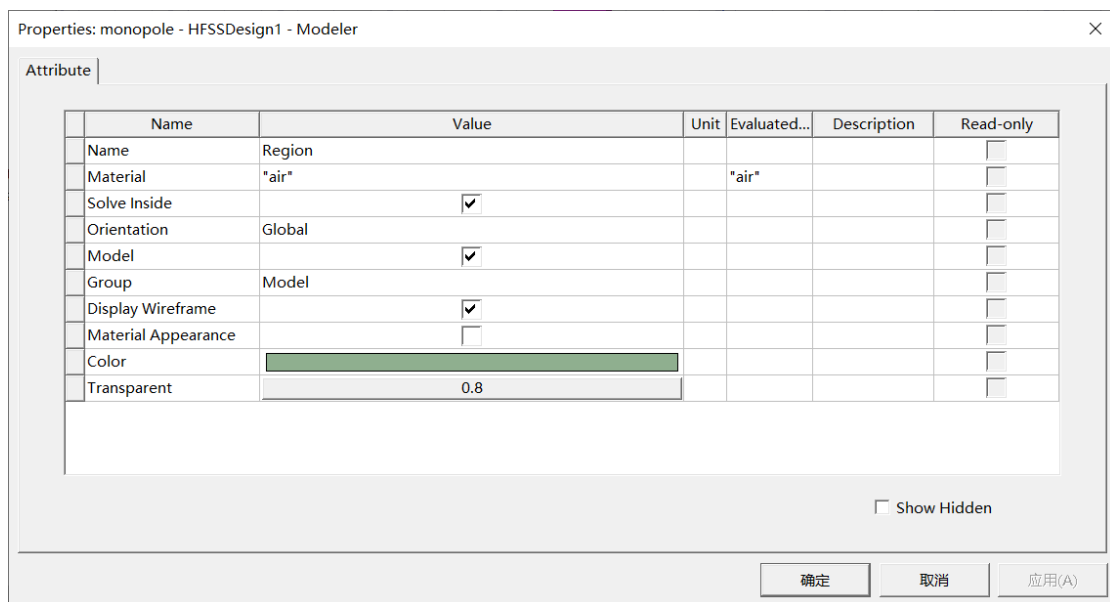 Properties: monopole - HFSSDesign1 - Modeler
Attribute
Name Value Unit Evaluated... Description Read-only
Name Region
Material "air" "air"
Solve Inside
Orientation Global
Model
Group Model
Display Wireframe
Material Appearance
Color
Transparent 0.8
Show Hidden
确定 取消 应用(A)